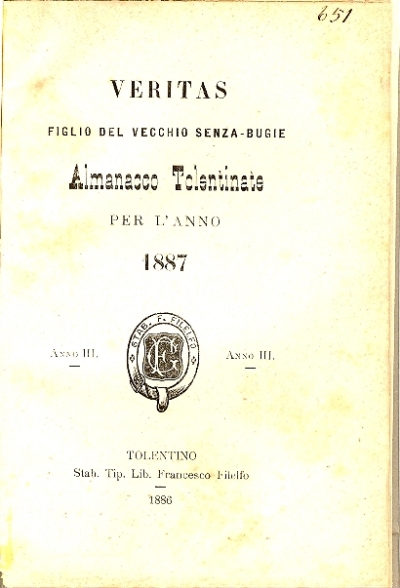 651
VERITAS
FIGLIO DEL VECCHIO SENZA-BUGIE
Almanacco Tolentinate
PER L'ANNO
1887
STAB. F. FILELFO
Anno III.
Anno III.
TOLENTINO
Stab. Tip. Lib. Francesco Filelfo
1886